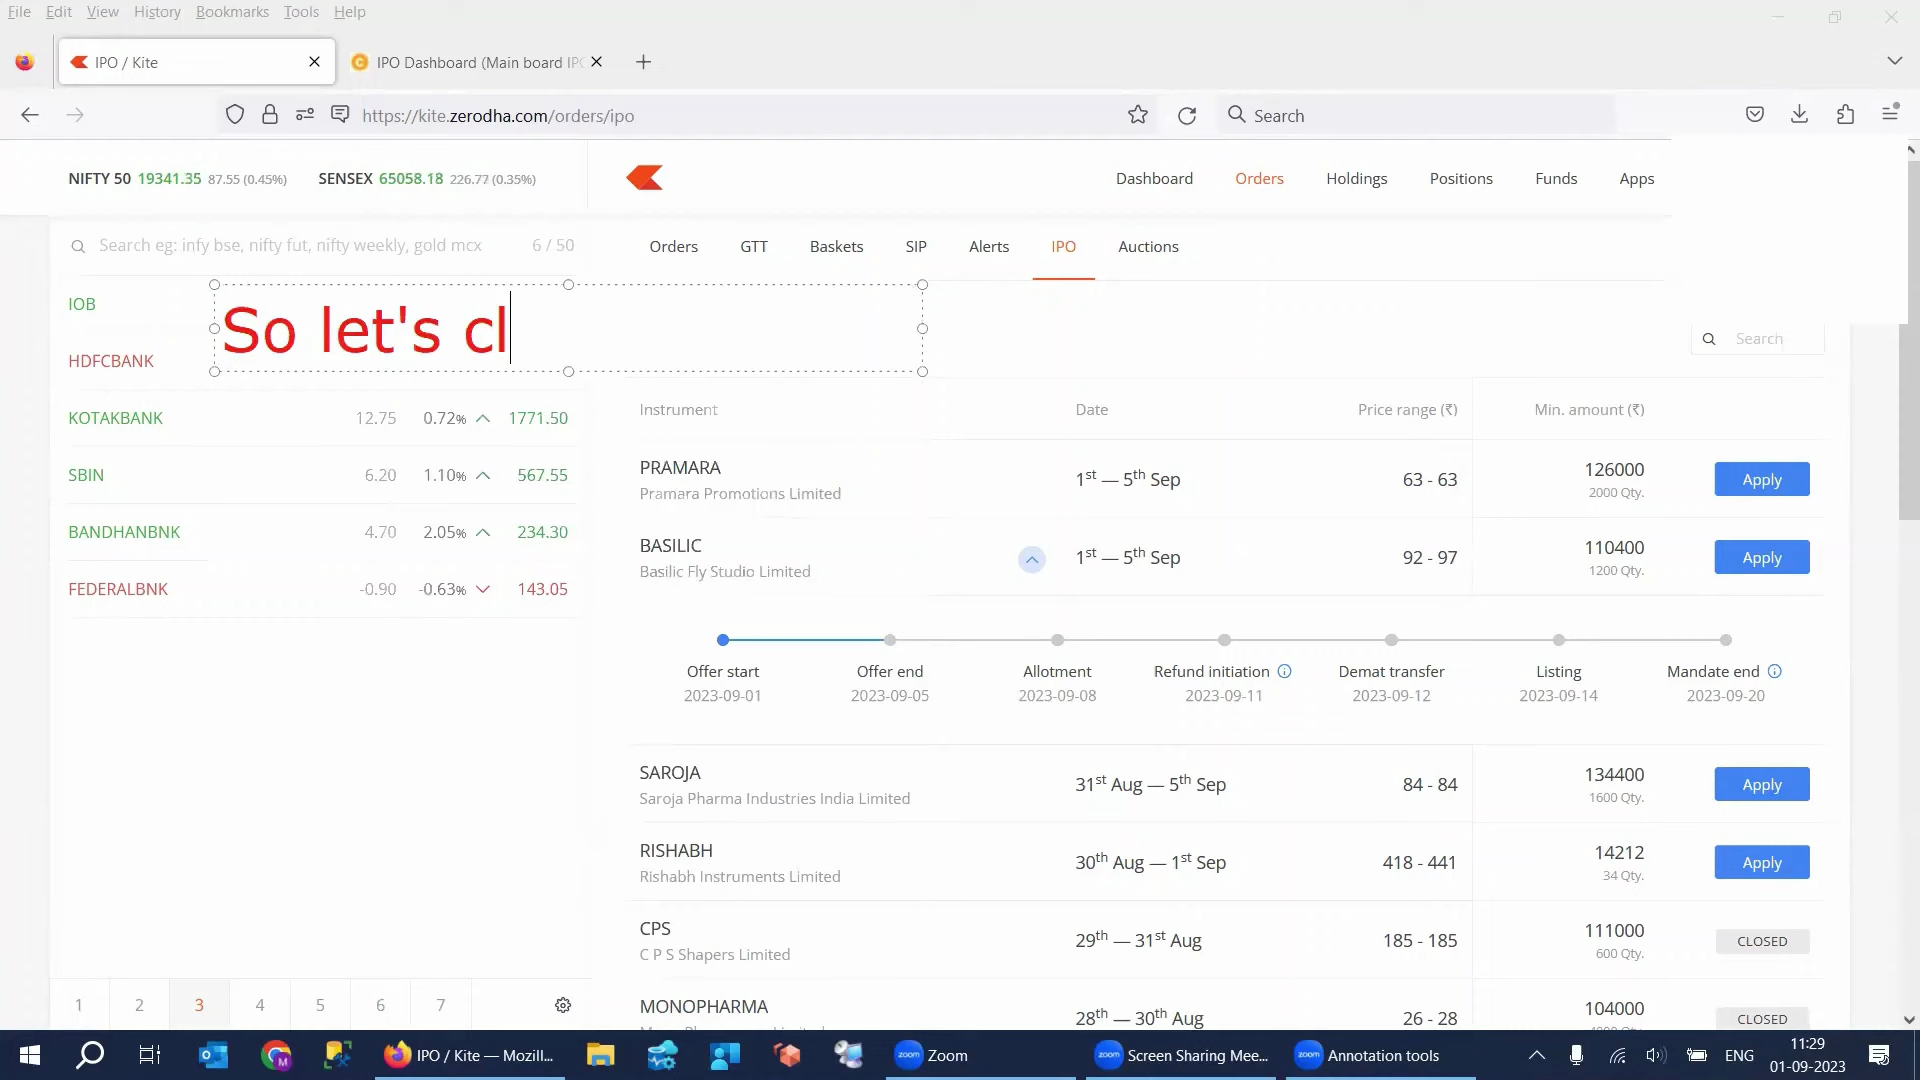 File Edit View History Bookmarks Tools Help
IPO / Kite
IPO Dashboard (Main board IPO
https://kite.zerodha.com/orders/ipo
Search
NIFTY 50 19341.35 87.55 (0.45%) SENSEX 65058.18 226.77 (0.35%)
Dashboard Orders Holdings Positions Funds Apps
Search eg: infy bse, nifty fut, nifty weekly, gold mcx 6 / 50
Orders GTT Baskets SIP Alerts IPO Auctions
IOB
So let's cl
HDFCBANK
Search
KOTAKBANK 12.75 0.72% 1771.50
SBIN 6.20 1.10% 567.55
BANDHANBNK 4.70 2.05% 234.30
FEDERALBNK -0.90 -0.63% 143.05
Instrument Date Price range (₹) Min. amount (₹)
PRAMARA 1st — 5th Sep 63 - 63 126000 Apply
Pramara Promotions Limited 2000 Qty.
BASILIC 1st — 5th Sep 92 - 97 110400 Apply
Basilic Fly Studio Limited 1200 Qty.
Offer start Offer end Allotment Refund initiation Demat transfer Listing Mandate end
2023-09-01 2023-09-05 2023-09-08 2023-09-11 2023-09-12 2023-09-14 2023-09-20
SAROJA 31st Aug — 5th Sep 84 - 84 134400 Apply
Saroja Pharma Industries India Limited 1600 Qty.
RISHABH 30th Aug — 1st Sep 418 - 441 14212 Apply
Rishabh Instruments Limited 34 Qty.
CPS 29th — 31st Aug 185 - 185 111000 CLOSED
C P S Shapers Limited 600 Qty.
MONOPHARMA 28th — 30th Aug 26 - 28 104000 CLOSED
1 2 3 4 5 6 7
IPO / Kite — Mozill... Zoom Screen Sharing Mee... Annotation tools ENG 11:29
01-09-2023